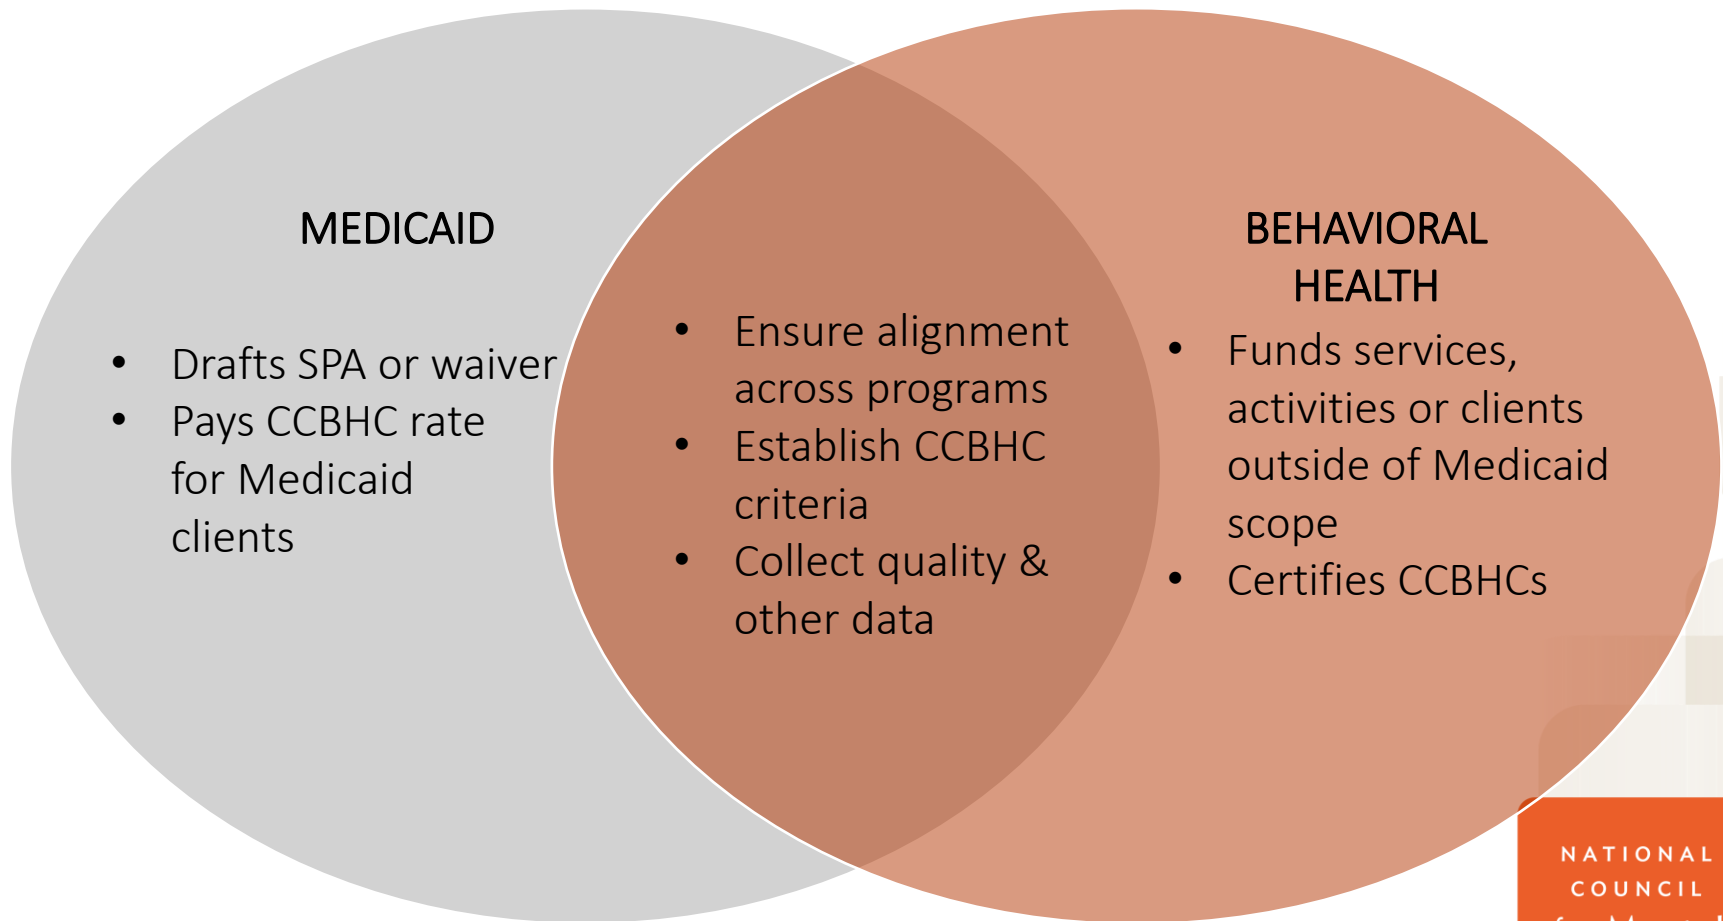 MEDICAID
• Drafts SPA or waiver
• Pays CCBHC rate
for Medicaid
clients
• Ensure alignment
across programs
• Establish CCBHC
criteria
• Collect quality &
other data
BEHAVIORAL
HEALTH
• Funds services,
activities or clients
outside of Medicaid
scope
• Certifies CCBHCs
NATIONAL
COUNCIL